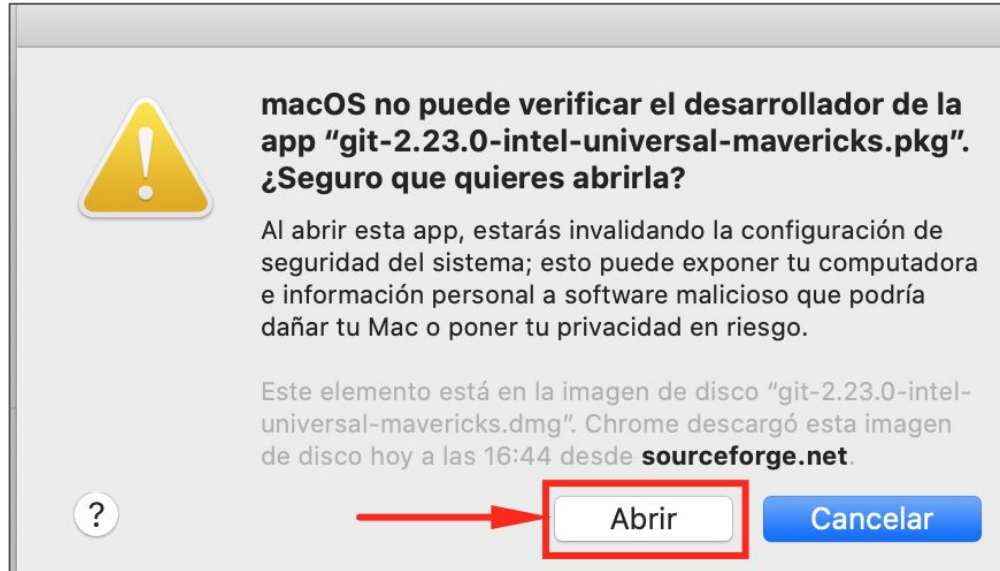 macOS no puede verificar el desarrollador de la
app “git-2.23.0-intel-universal-mavericks.pkg”.
¿Seguro que quieres abrirla?
Al abrir esta app, estarás invalidando la configuración de
seguridad del sistema; esto puede exponer tu computadora
e información personal a software malicioso que podría
dañar tu Mac o poner tu privacidad en riesgo.
Este elemento está en la imagen de disco “git-2.23.0-intel-
universal-mavericks.dmg”. Chrome descargó esta imagen
de disco hoy a las 16:44 desde sourceforge.net.
? Abrir Cancelar